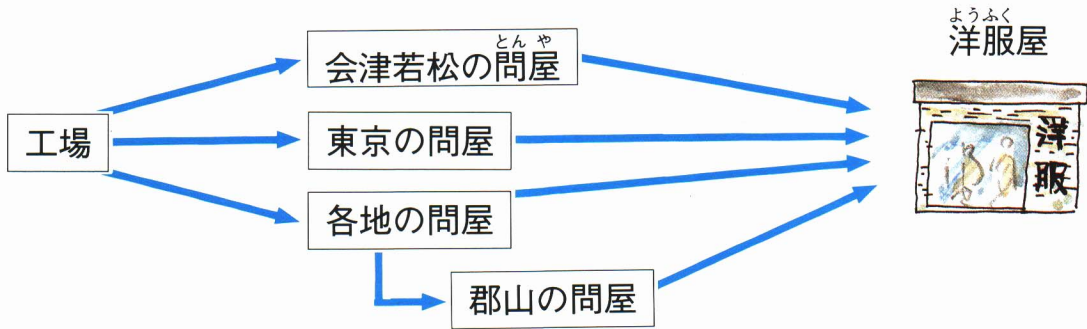 ようふく
洋服屋
とんや
会津若松の問屋
工場
東京の問屋
各地の問屋
郡山の問屋
洋服